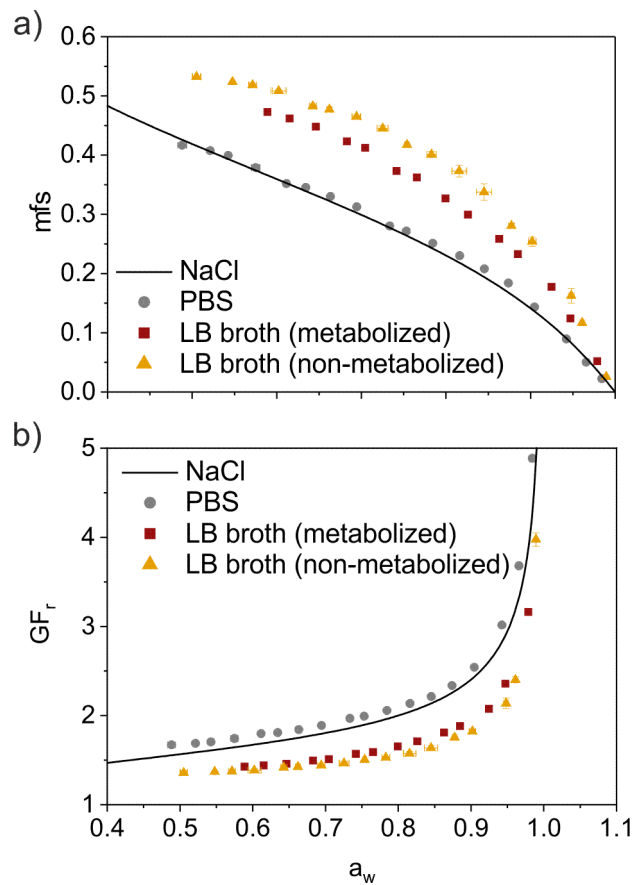 a)
0.6
0.5
0.4
0.3
0.2
0.1
0.0
mfs
NaCl
PBS
LB broth (metabolized)
LB broth (non-metabolized)
b)
5
4
3
2
1
GFr
NaCl
PBS
LB broth (metabolized)
LB broth (non-metabolized)
0.4 0.5 0.6 0.7 0.8 0.9 1.0 1.1
aw